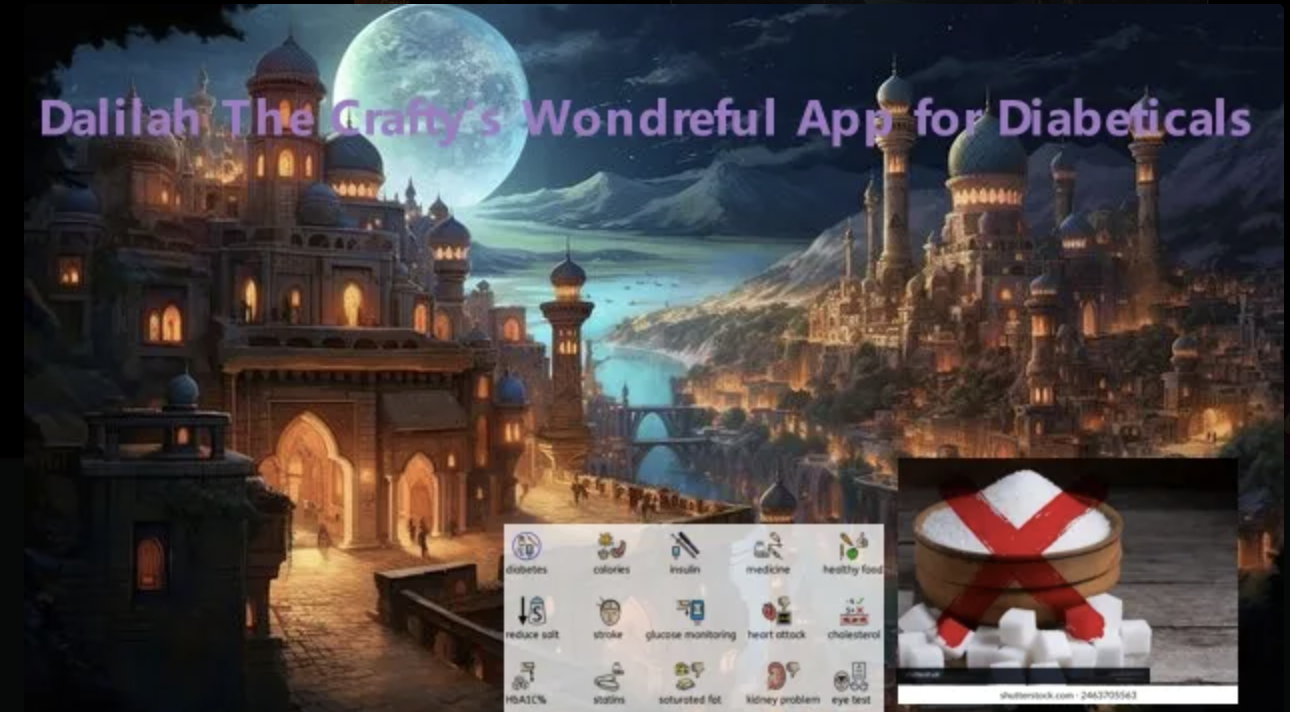 Dalilah The Crafty's Wondreful App for Diabeticals
diabetes calories insulin medicine healthy food
reduce salt stroke glucose monitoring heart attack cholesterol
HbA1C% statins saturated fat kidney problem eye test
shutterstock.com · 2463705563